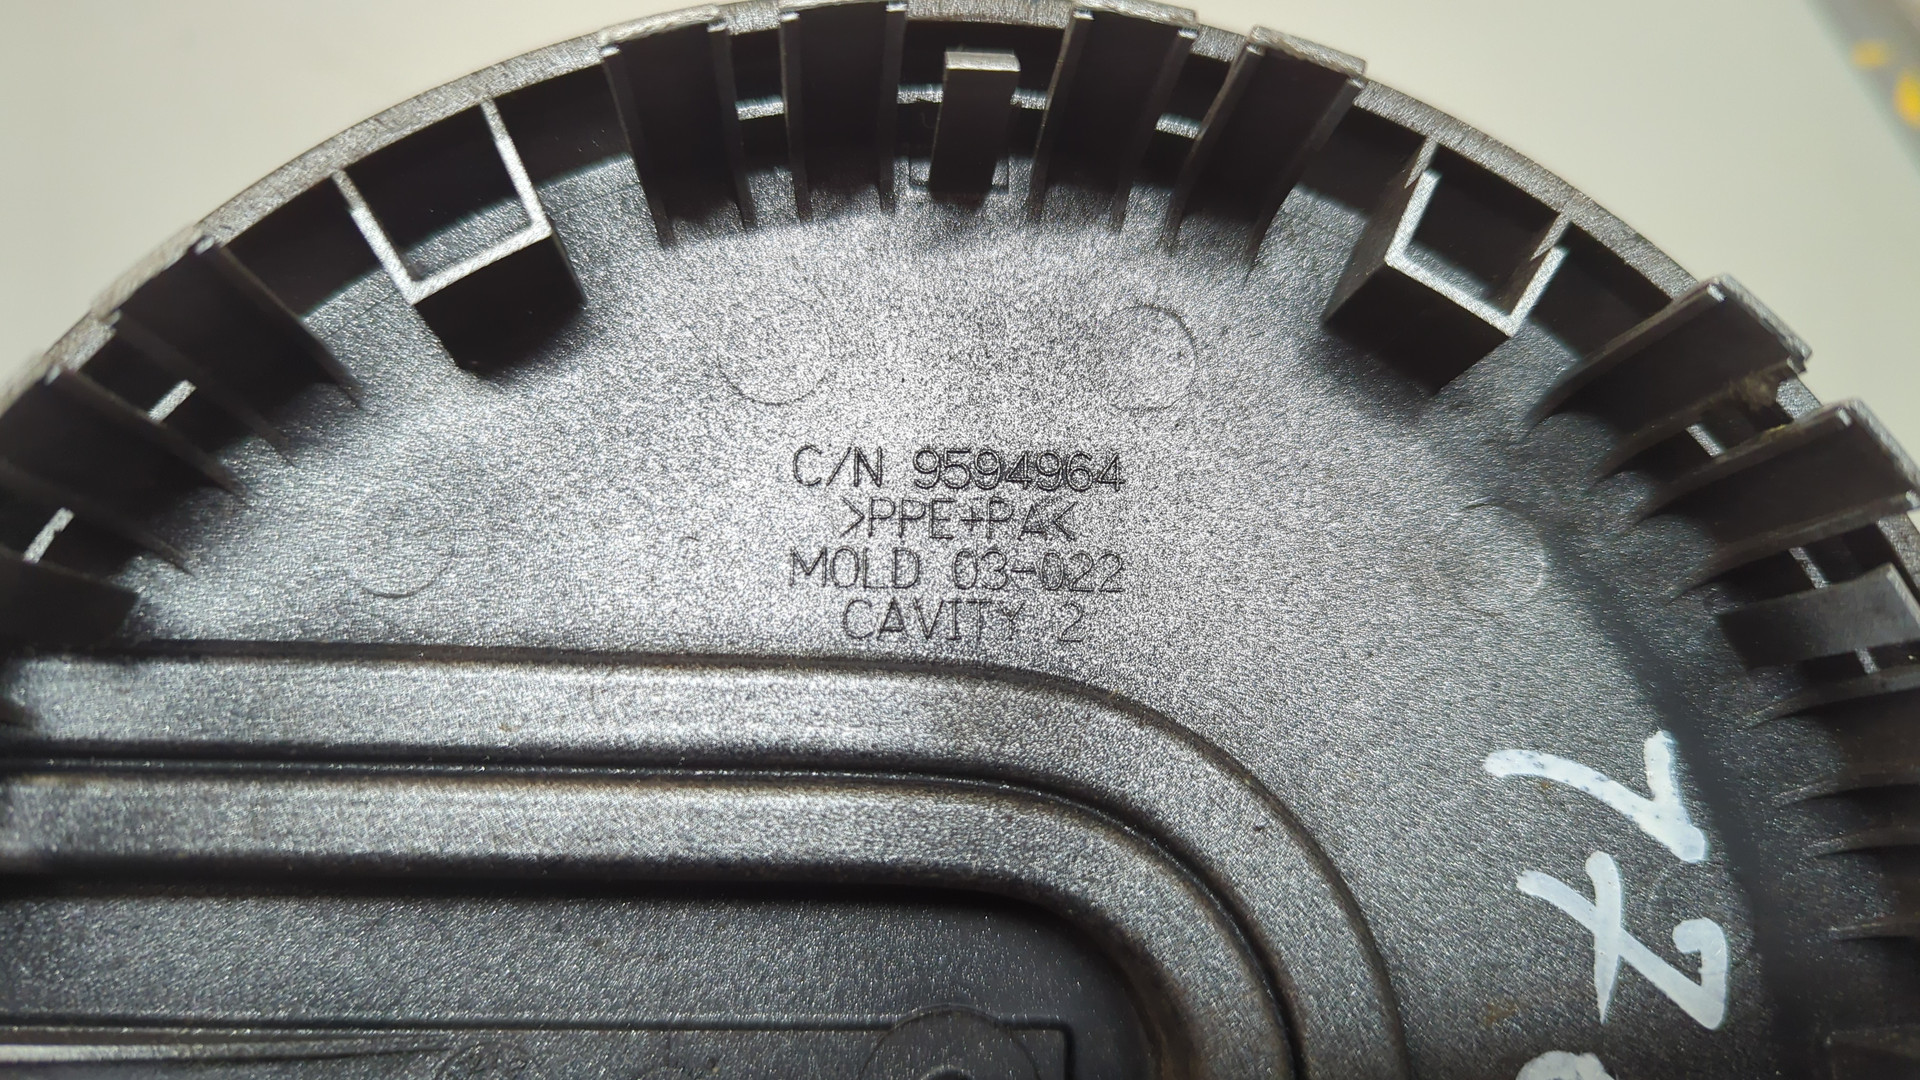 C/N 9594964
>PPE+PA<
MOLD 03-022
CAVITY 2